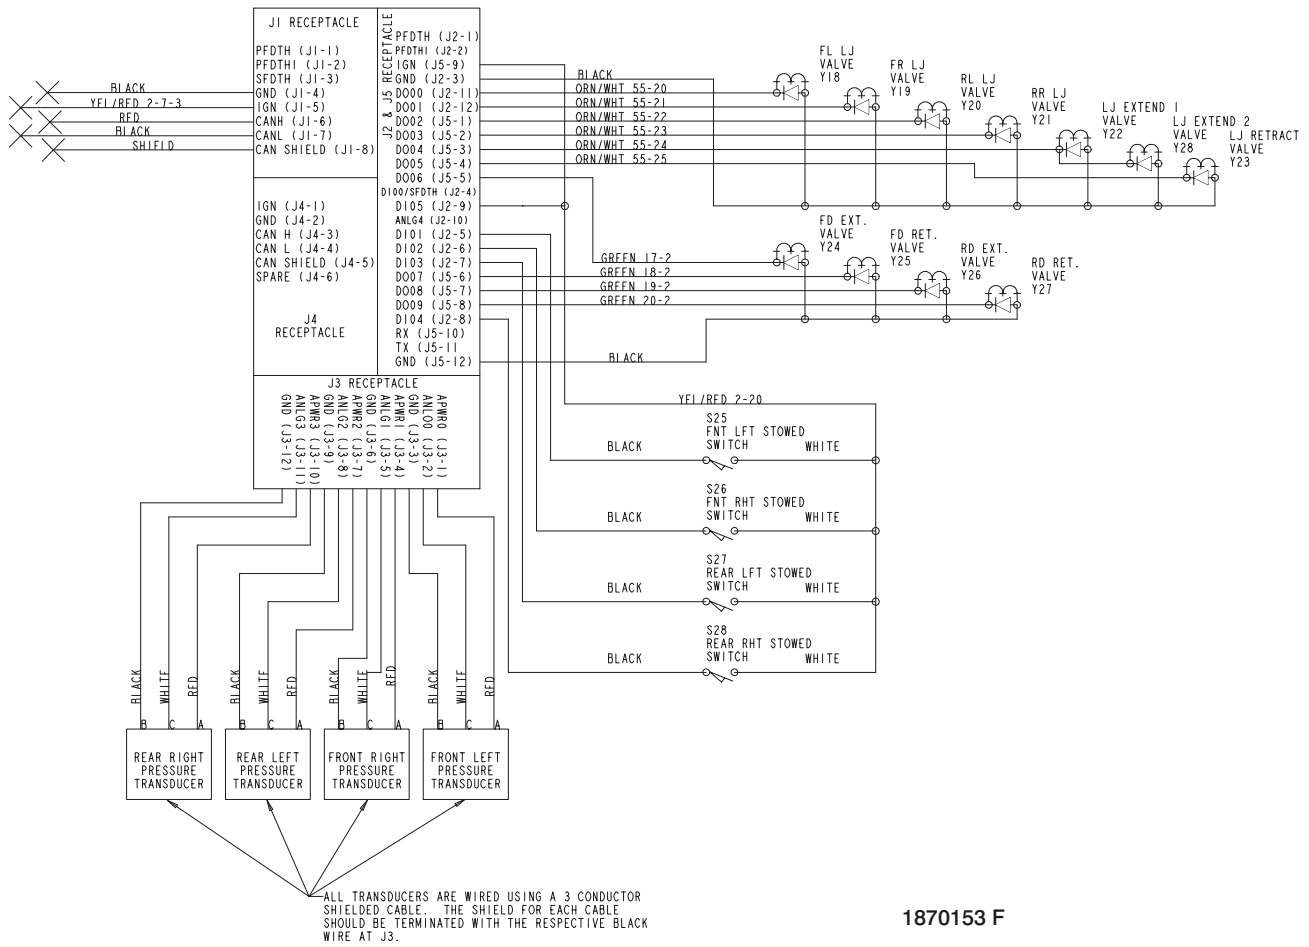 J1 RECEPTACLE
PFDTH (J1-1)
PFDTH1 (J1-2)
SFDTH (J1-3)
GND (J1-4)
IGN (J1-5)
CANH (J1-6)
CANL (J1-7)
CAN SHIELD (J1-8)
BLACK
YEL/RED 2-7-3
RED
BLACK
SHIELD
J2 & J5 RECEPTACLE
PFDTH (J2-1)
PFDTH1 (J2-2)
IGN (J5-9)
GND (J2-3)
DO00 (J2-11)
DO01 (J2-12)
DO02 (J5-1)
DO03 (J5-2)
DO04 (J5-3)
DO05 (J5-4)
DO06 (J5-5)
DI00/SFDTH (J2-4)
DI05 (J2-9)
ANLG4 (J2-10)
DI01 (J2-5)
DI02 (J2-6)
DI03 (J2-7)
DO07 (J5-6)
DO08 (J5-7)
DO09 (J5-8)
DI04 (J2-8)
RX (J5-10)
TX (J5-11
GND (J5-12)
IGN (J4-1)
GND (J4-2)
CAN H (J4-3)
CAN L (J4-4)
CAN SHIELD (J4-5)
SPARE (J4-6)
J4
RECEPTACLE
J3 RECEPTACLE
APWR0 (J3-1)
ANLO0 (J3-2)
GND (J3-3)
APWR1 (J3-4)
ANLG1 (J3-5)
GND (J3-6)
APWR2 (J3-7)
ANLG2 (J3-8)
GND (J3-9)
APWR3 (J3-10)
ANLG3 (J3-11)
GND (J3-12)
BLACK
ORN/WHT 55-20
ORN/WHT 55-21
ORN/WHT 55-22
ORN/WHT 55-23
ORN/WHT 55-24
ORN/WHT 55-25
FL LJ
VALVE
Y18
FR LJ
VALVE
Y19
RL LJ
VALVE
Y20
RR LJ
VALVE
Y21
LJ EXTEND 1
VALVE
Y22
LJ EXTEND 2
VALVE
Y28
LJ RETRACT
VALVE
Y23
GREEN 17-2
GREEN 18-2
GREEN 19-2
GREEN 20-2
BLACK
FD EXT.
VALVE
Y24
FD RET.
VALVE
Y25
RD EXT.
VALVE
Y26
RD RET.
VALVE
Y27
YEL/RED 2-20
S25
FNT LFT STOWED
SWITCH
BLACK
WHITE
S26
FNT RHT STOWED
SWITCH
BLACK
WHITE
S27
REAR LFT STOWED
SWITCH
BLACK
WHITE
S28
REAR RHT STOWED
SWITCH
BLACK
WHITE
BLACK
WHITE
RED
BLACK
WHITE
RED
BLACK
WHITE
RED
BLACK
WHITE
RED
B C A
B C A
B C A
B C A
REAR RIGHT
PRESSURE
TRANSDUCER
REAR LEFT
PRESSURE
TRANSDUCER
FRONT RIGHT
PRESSURE
TRANSDUCER
FRONT LEFT
PRESSURE
TRANSDUCER
ALL TRANSDUCERS ARE WIRED USING A 3 CONDUCTOR
SHIELDED CABLE. THE SHIELD FOR EACH CABLE
SHOULD BE TERMINATED WITH THE RESPECTIVE BLACK
WIRE AT J3.
1870153 F